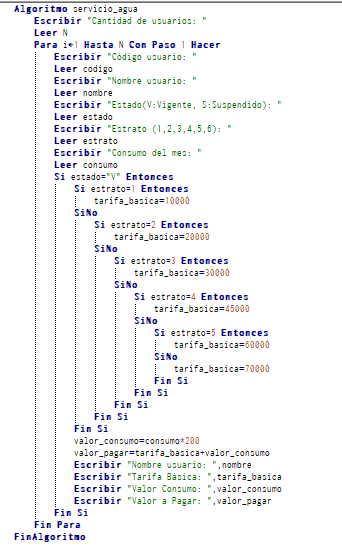 Algoritmo servicio_agua
Escribir "Cantidad de usuarios: "
Leer N
Para i←1 Hasta N Con Paso 1 Hacer
Escribir "Código usuario: "
Leer codigo
Escribir "Nombre usuario: "
Leer nombre
Escribir "Estado(V:Vigente, S:Suspendido): "
Leer estado
Escribir "Estrato (1,2,3,4,5,6): "
Leer estrato
Escribir "Consumo del mes: "
Leer consumo
Si estado="V" Entonces
Si estrato=1 Entonces
tarifa_basica=10000
SiNo
Si estrato=2 Entonces
tarifa_basica=20000
SiNo
Si estrato=3 Entonces
tarifa_basica=30000
SiNo
Si estrato=4 Entonces
tarifa_basica=45000
SiNo
Si estrato=5 Entonces
tarifa_basica=60000
SiNo
tarifa_basica=70000
Fin Si
Fin Si
Fin Si
Fin Si
Fin Si
valor_consumo=consumo*200
valor_pagar=tarifa_basica+valor_consumo
Escribir "Nombre usuario: ",nombre
Escribir "Tarifa Básica: ",tarifa_basica
Escribir "Valor Consumo: ",valor_consumo
Escribir "Valor a Pagar: ",valor_pagar
Fin Si
Fin Para
FinAlgoritmo